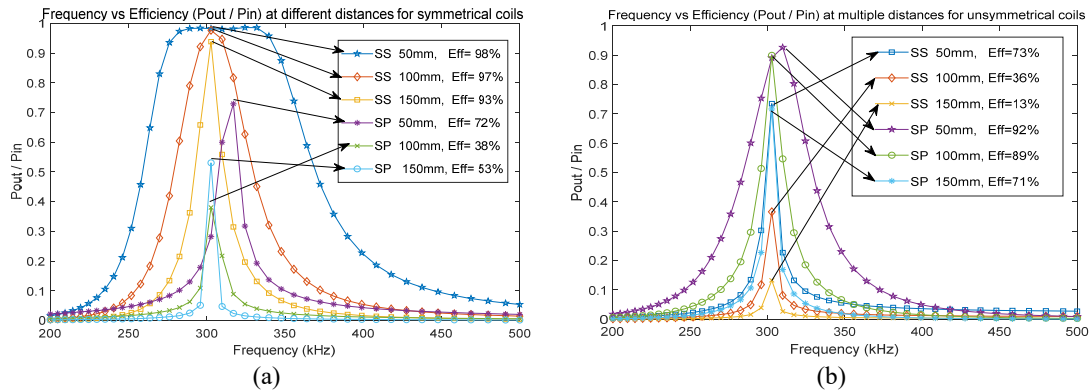 Frequency vs Efficiency (Pout / Pin) at different distances for symmetrical coils
1
0.9
0.8
0.7
0.6
0.5
0.4
0.3
0.2
0.1
0
Pout / Pin
200
250
300
350
400
450
500
Frequency (kHz)
SS 50mm, Eff= 98%
SS 100mm, Eff= 97%
SS 150mm, Eff= 93%
SP 50mm, Eff= 72%
SP 100mm, Eff= 38%
SP 150mm, Eff= 53%
(a)
Frequency vs Efficiency (Pout / Pin) at multiple distances for unsymmetrical coils
1
0.9
0.8
0.7
0.6
0.5
0.4
0.3
0.2
0.1
0
Pout / Pin
200
250
300
350
400
450
500
Frequency (kHz)
SS 50mm, Eff=73%
SS 100mm, Eff=36%
SS 150mm, Eff=13%
SP 50mm, Eff=92%
SP 100mm, Eff=89%
SP 150mm, Eff=71%
(b)